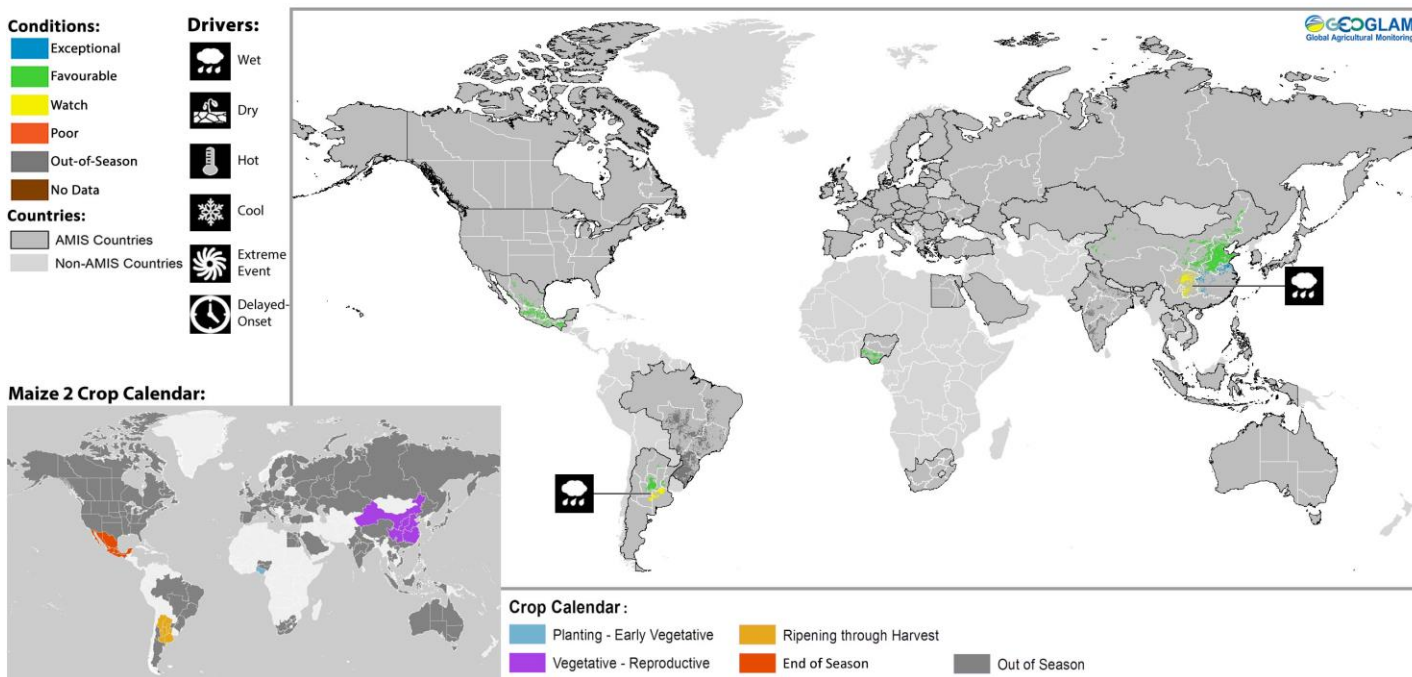 Conditions:
Exceptional
Favourable
Watch
Poor
Out-of-Season
No Data
Countries:
AMIS Countries
Non-AMIS Countries
Drivers:
Wet
Dry
Hot
Cool
Extreme
Event
Delayed-
Onset
GEOGLAM
Global Agricultural Monitoring
Maize 2 Crop Calendar:
Crop Calendar :
Planting - Early Vegetative
Vegetative - Reproductive
Ripening through Harvest
End of Season
Out of Season